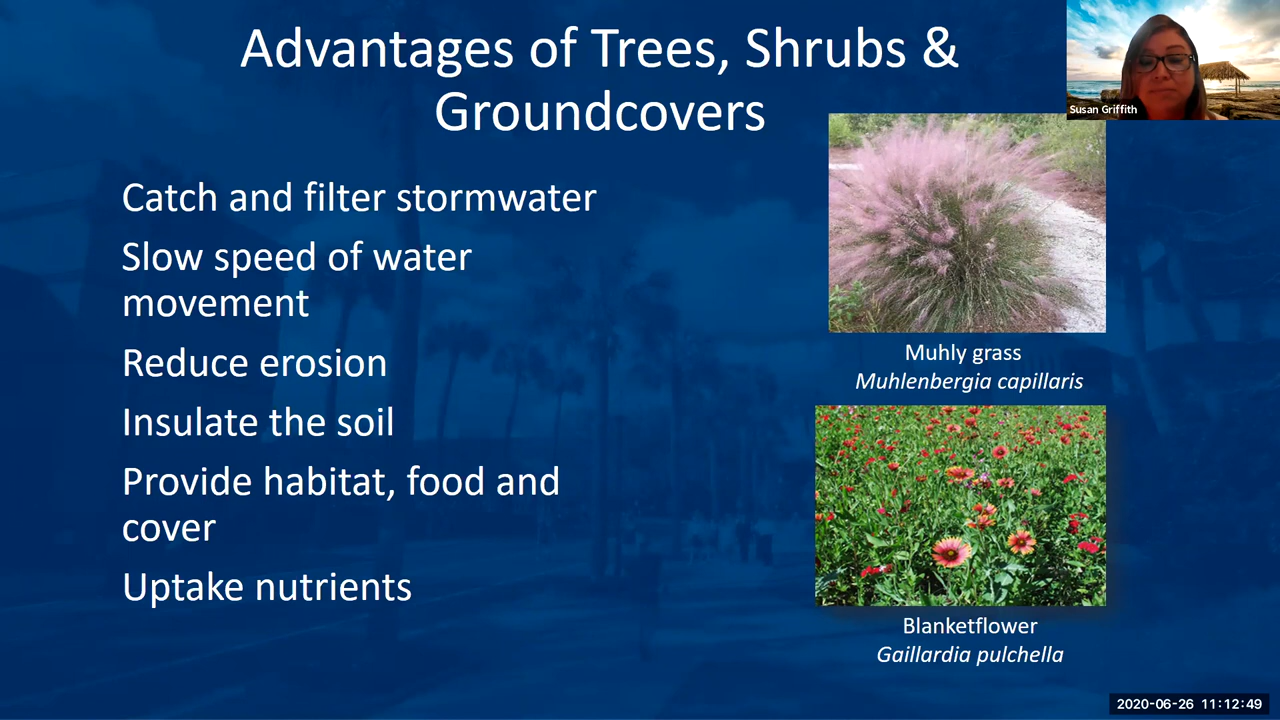 Advantages of Trees, Shrubs &
Groundcovers
Susan Griffith
Catch and filter stormwater
Slow speed of water
movement
Reduce erosion
Insulate the soil
Provide habitat, food and
cover
Uptake nutrients
Muhly grass
Muhlenbergia capillaris
Blanketflower
Gaillardia pulchella
2020-06-26 11:12:49